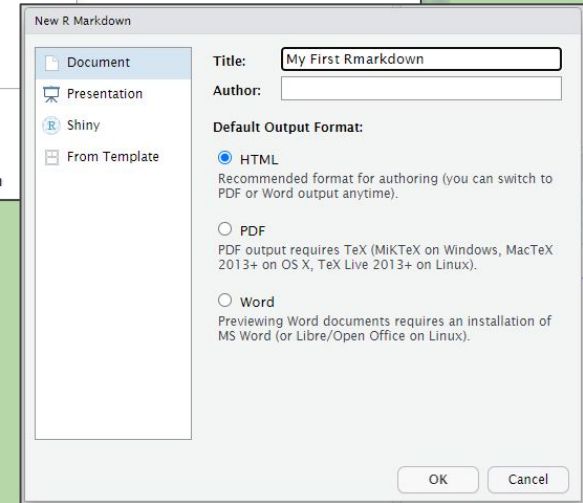 New R Markdown
Document
Presentation
R Shiny
From Template
Title: My First Rmarkdown
Author:
Default Output Format:
HTML
Recommended format for authoring (you can switch to
PDF or Word output anytime).
PDF
PDF output requires TeX (MiKTeX on Windows, MacTeX
2013+ on OS X, TeX Live 2013+ on Linux).
Word
Previewing Word documents requires an installation of
MS Word (or Libre/Open Office on Linux).
OK Cancel